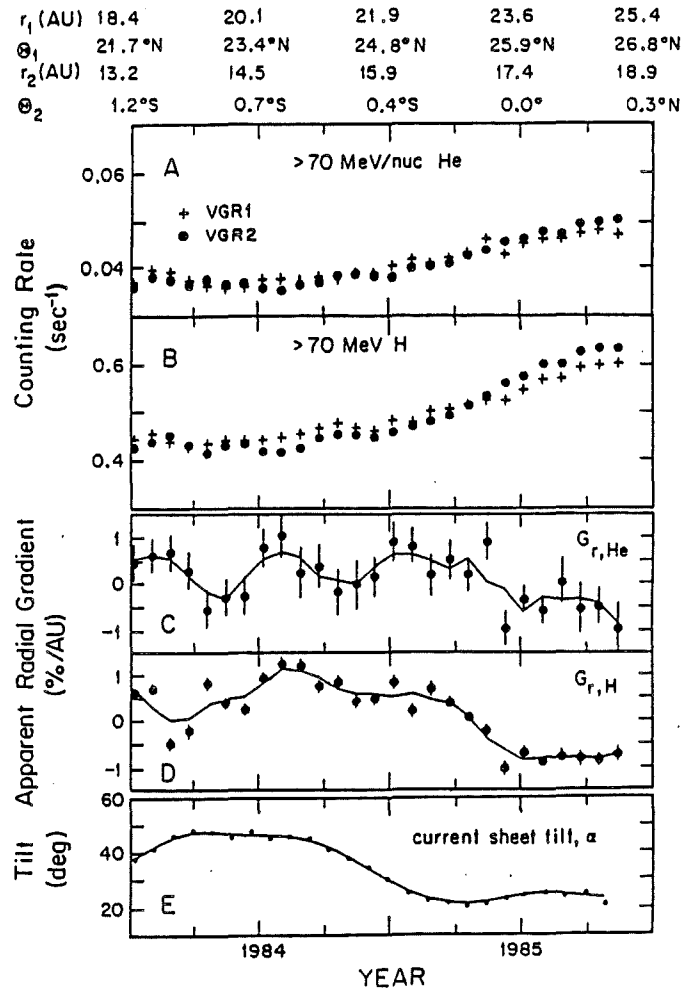 r₁(AU) 18.4 20.1 21.9 23.6 25.4
Θ₁ 21.7°N 23.4°N 24.8°N 25.9°N 26.8°N
r₂(AU) 13.2 14.5 15.9 17.4 18.9
Θ₂ 1.2°S 0.7°S 0.4°S 0.0° 0.3°N
A >70 MeV/nuc He
0.06
+ VGR1
● VGR2
0.04
Counting Rate
(sec⁻¹)
B >70 MeV H
0.6
0.4
Apparent Radial Gradient
(%/AU)
1 G r,He
0
-1 C
1 G r,H
0
-1 D
Tilt
(deg)
60
current sheet tilt, α
40
20 E
1984 1985
YEAR